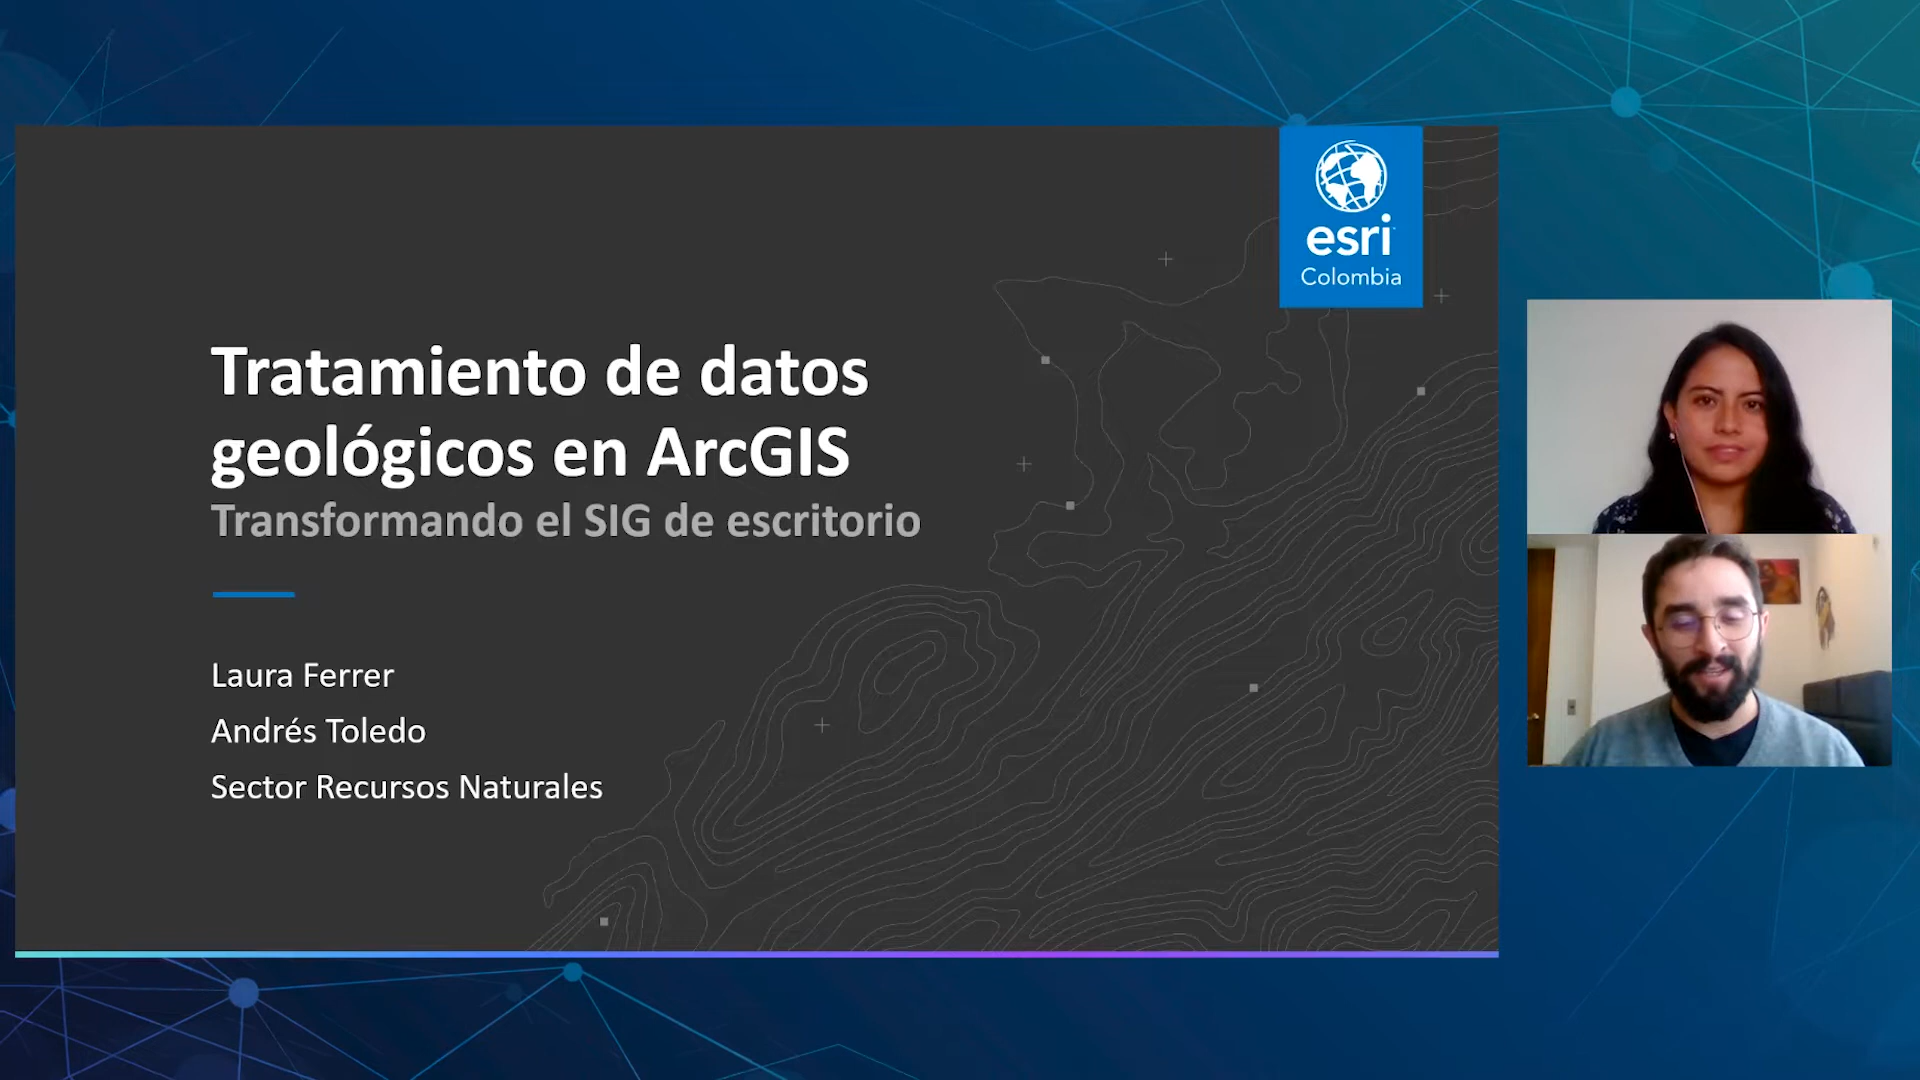 esri
Colombia
Tratamiento de datos
geológicos en ArcGIS
Transformando el SIG de escritorio
Laura Ferrer
Andrés Toledo
Sector Recursos Naturales